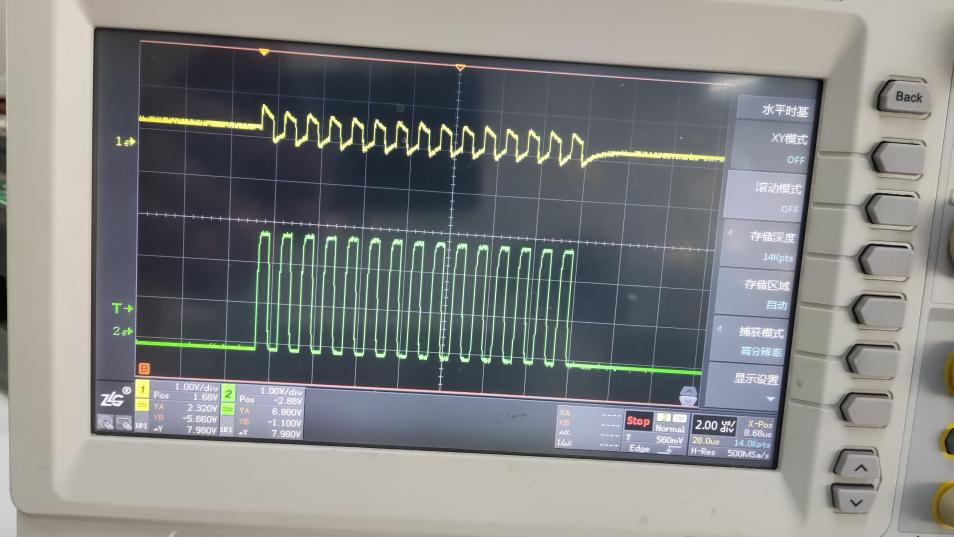 Back
水平时基
XY模式
OFF
滚动模式
OFF
存储深度
14Kpts
存储区域
自动
捕获模式
高分辨率
显示设置
1
T
2
B
ZLG®
1 1.00V/div
Pos 1.68V
YA 2.320V
YB -5.660V
1D1 ▵Y 7.980V
2 1.00V/div
Pos -2.88V
YA 6.880V
YB -1.100V
1D1 ▵Y 7.980V
XA ----
XB ----
▵X ----
1/▵X ----
Stop 2
Normal
T 560mV
Edge
2.00 us/div
X-Pos
8.68us
28.0us 14.0Kpts
H-Res 500MSa/s